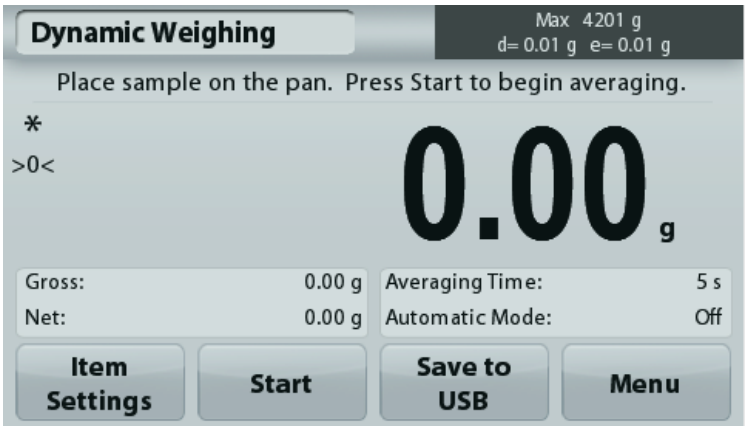 Dynamic Weighing
Max 4201 g
d= 0.01 g e= 0.01 g
Place sample on the pan. Press Start to begin averaging.
*
>0<
0.00 g
Gross: 0.00 g
Net: 0.00 g
Averaging Time: 5 s
Automatic Mode: Off
Item
Settings
Start
Save to
USB
Menu